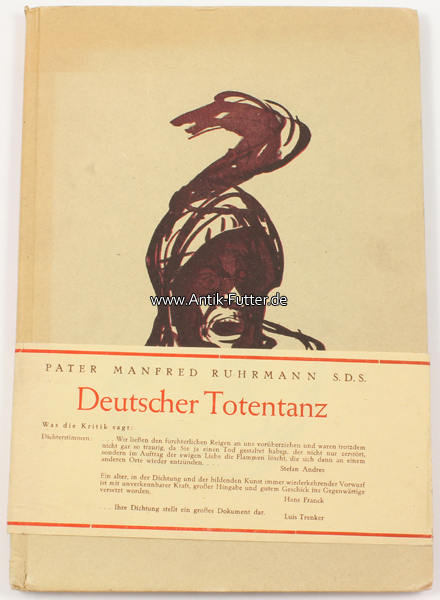 www.Antik-Futter.de
PATER MANFRED RUHRMANN S.D.S.
Deutscher Totentanz
Was die Kritik sagt:
Dichterstimmen: . . . Wir ließen den fürchterlichen Reigen an uns vorüberziehen und waren trotzdem
nicht gar so traurig, da Sie ja einen Tod gestaltet haben, der nicht nur zerstört,
sondern im Auftrag der ewigen Liebe die Flammen löscht, die sich dann an einem
anderen Orte wieder entzünden. . . .
Stefan Andres
Ein alter, in der Dichtung und der bildenden Kunst immer wiederkehrender Vorwurf
ist mit unverkennbarer Kraft, großer Hingabe und gutem Geschick ins Gegenwärtige
versetzt worden.
Hans Franck
. . . Ihre Dichtung stellt ein großes Dokument dar.
Luis Trenker